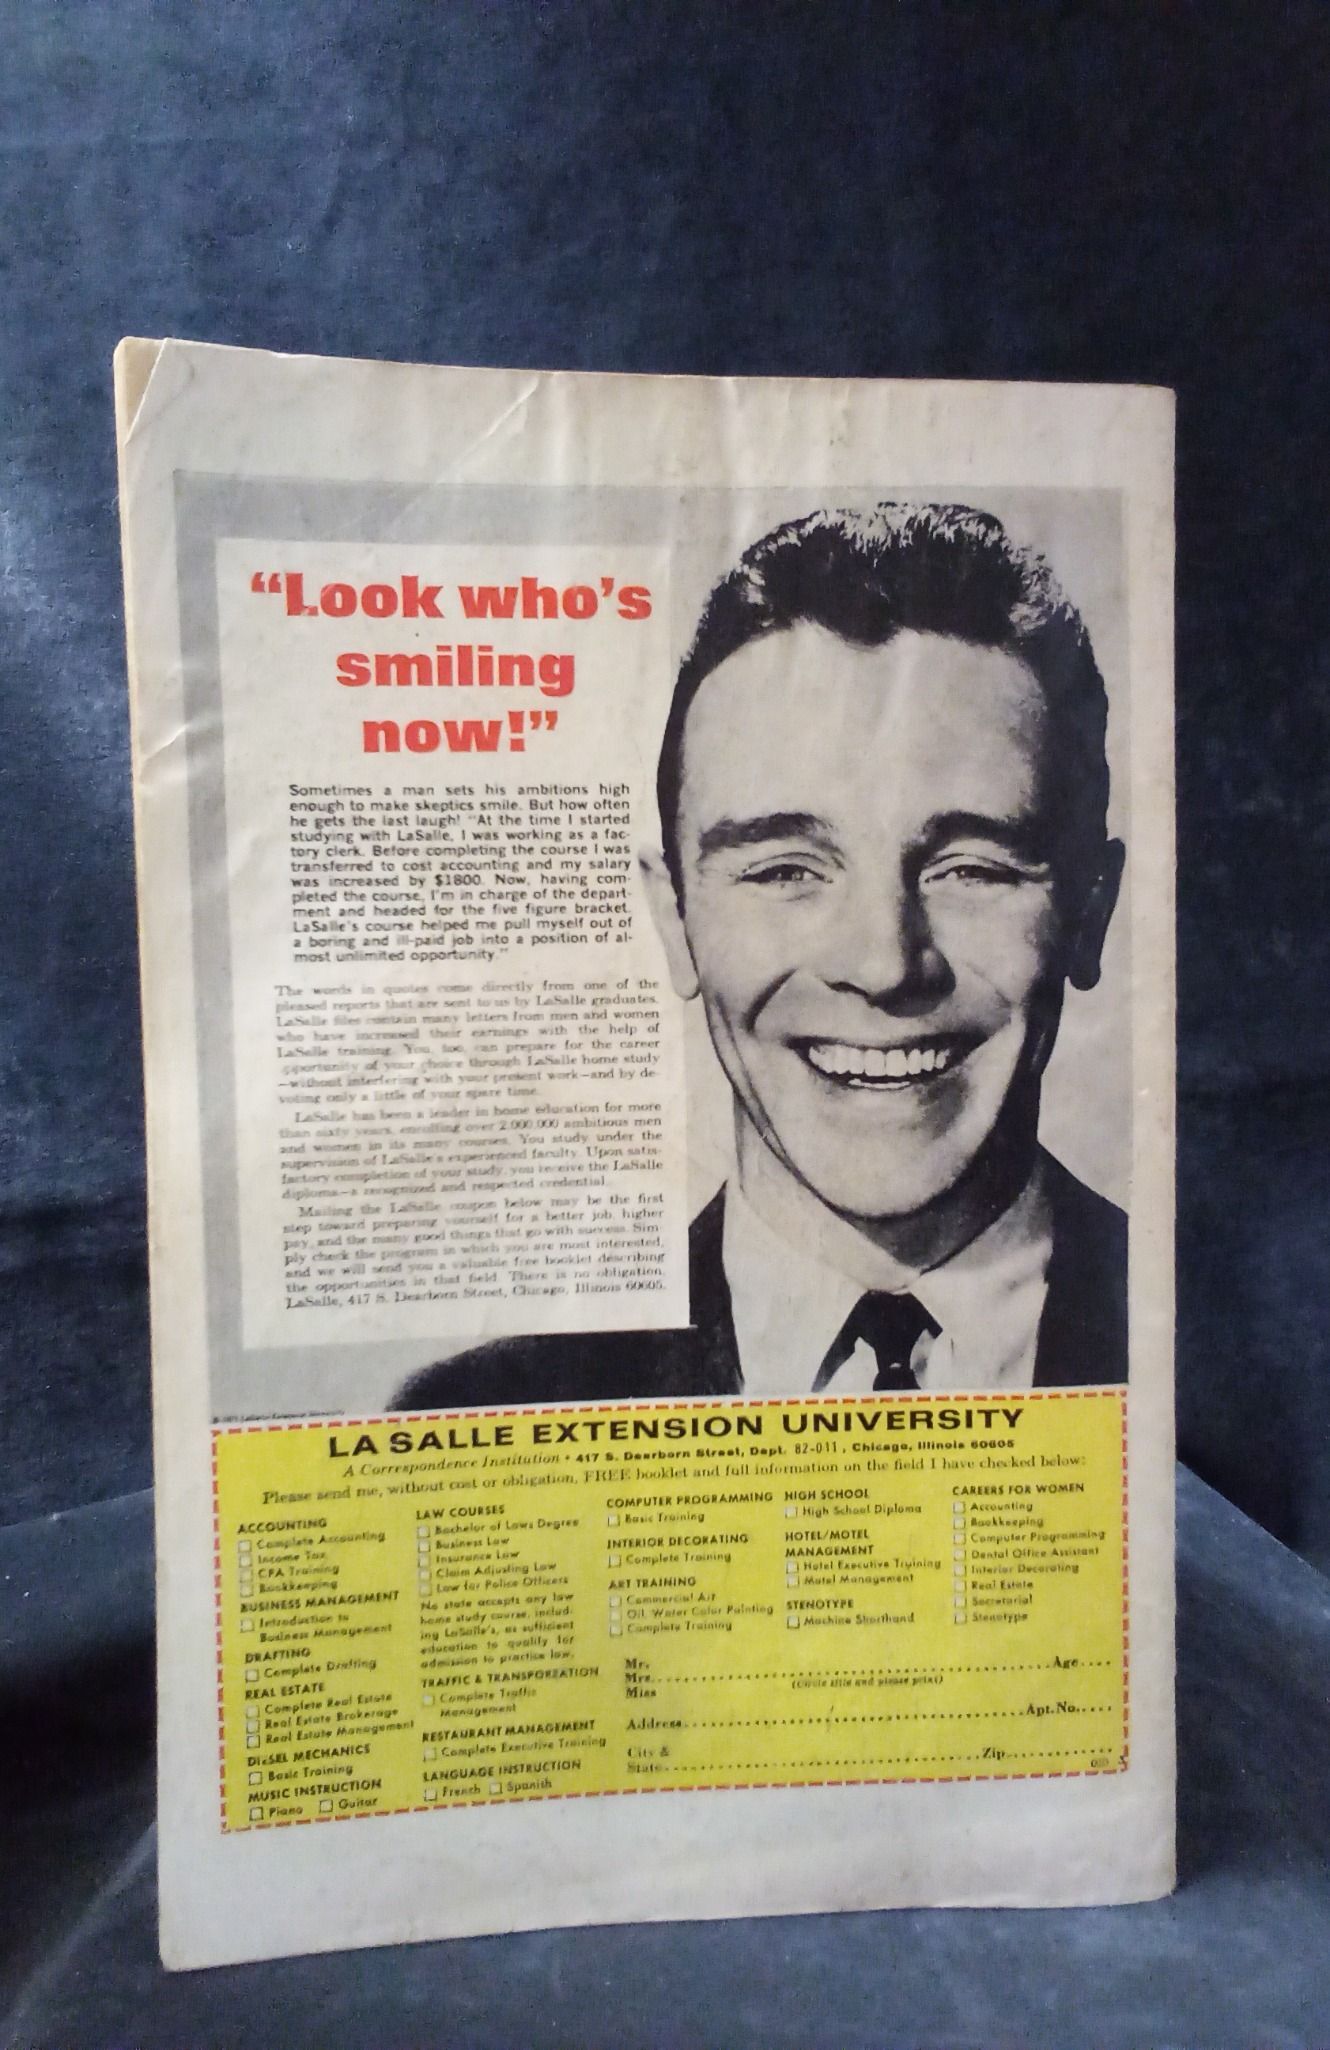 “Look who's
smiling
now!”
Sometimes a man sets his ambitions high
enough to make skeptics smile. But how often
he gets the last laugh! "At the time I started
studying with LaSalle, I was working as a fac-
tory clerk. Before completing the course I was
transferred to cost accounting and my salary
was increased by $1800. Now, having com-
pleted the course, I'm in charge of the depart-
ment and headed for the five figure bracket.
LaSalle's course helped me pull myself out of
a boring and ill-paid job into a position of al-
most unlimited opportunity."
The words in quotes come directly from one of the
pleased reports that are sent to us by LaSalle graduates.
LaSalle files contain many letters from men and women
who have increased their earnings with the help of
LaSalle training. You, too, can prepare for the career
opportunity of your choice through LaSalle home study
—without interfering with your present work—and by de-
voting only a little of your spare time.
LaSalle has been a leader in home education for more
than sixty years, enrolling over 2,000,000 ambitious men
and women in its many courses. You study under the
supervision of LaSalle's experienced faculty. Upon satis-
factory completion of your study, you receive the LaSalle
diploma—a recognized and respected credential.
Mailing the LaSalle coupon below may be the first
step toward preparing yourself for a better job, higher
pay, and the many good things that go with success. Sim-
ply check the program in which you are most interested,
and we will send you a valuable free booklet describing
the opportunities in that field. There is no obligation.
LaSalle, 417 S. Dearborn Street, Chicago, Illinois 60605.
LaSalle Extension University
LA SALLE EXTENSION UNIVERSITY
A Correspondence Institution • 417 S. Dearborn Street, Dept. 82-011, Chicago, Illinois 60605
Please send me, without cost or obligation, FREE booklet and full information on the field I have checked below:
ACCOUNTING
Complete Accounting
Income Tax
CPA Training
Bookkeeping
BUSINESS MANAGEMENT
Introduction to
Business Management
DRAFTING
Complete Drafting
REAL ESTATE
Complete Real Estate
Real Estate Brokerage
Real Estate Management
DIESEL MECHANICS
Basic Training
MUSIC INSTRUCTION
Piano Guitar
LAW COURSES
Bachelor of Laws Degree
Business Law
Insurance Law
Claim Adjusting Law
Law for Police Officers
No state accepts any law
home study course, includ-
ing LaSalle's, as sufficient
education to qualify for
admission to practice law.
TRAFFIC & TRANSPORTATION
Complete Traffic
Management
RESTAURANT MANAGEMENT
Complete Executive Training
LANGUAGE INSTRUCTION
French Spanish
COMPUTER PROGRAMMING
Basic Training
INTERIOR DECORATING
Complete Training
ART TRAINING
Commercial Art
Oil, Water Color Painting
Complete Training
HIGH SCHOOL
High School Diploma
HOTEL/MOTEL
MANAGEMENT
Hotel Executive Training
Motel Management
STENOTYPE
Machine Shorthand
CAREERS FOR WOMEN
Accounting
Bookkeeping
Computer Programming
Dental Office Assistant
Interior Decorating
Real Estate
Secretarial
Stenotype
Mr.
Mrs. Age
Miss (Circle title and please print)
Address Apt. No.
City &
State Zip